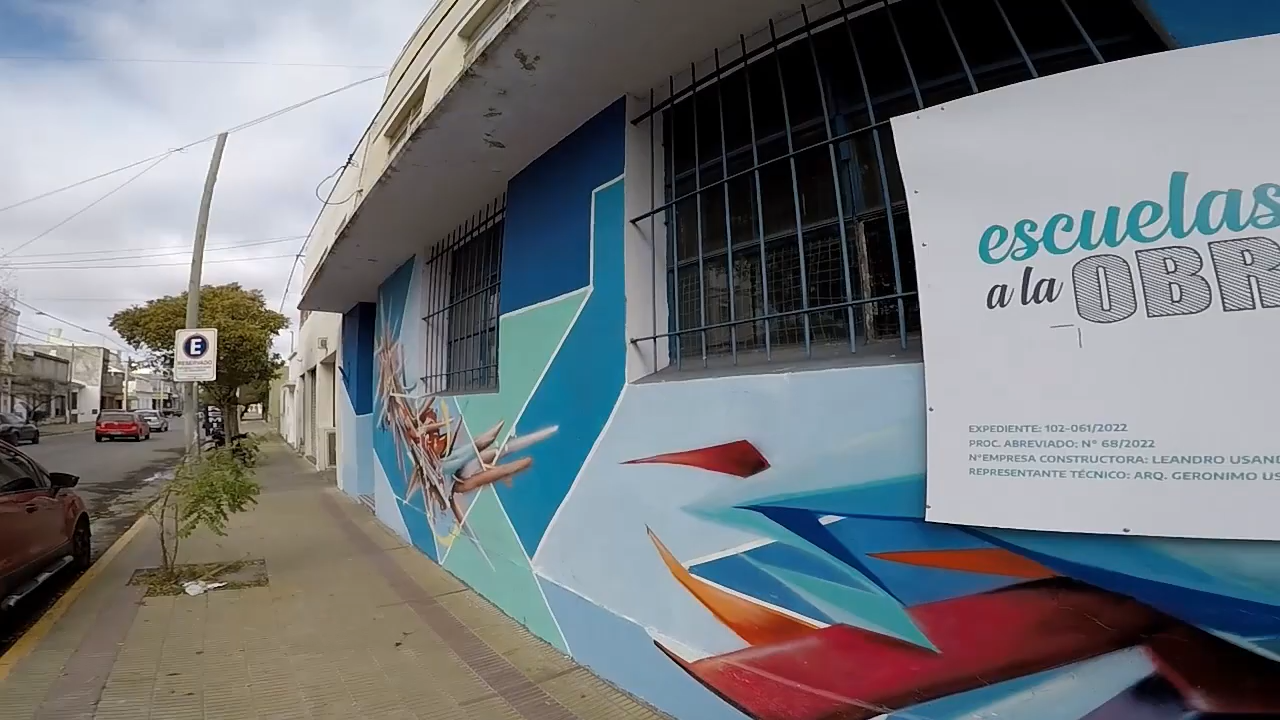 E
RESERVADO
escuelas
a la OBR
EXPEDIENTE: 102-061/2022
PROC. ABREVIADO: N° 68/2022
N°EMPRESA CONSTRUCTORA: LEANDRO USAND
REPRESENTANTE TÉCNICO: ARQ. GERONIMO US